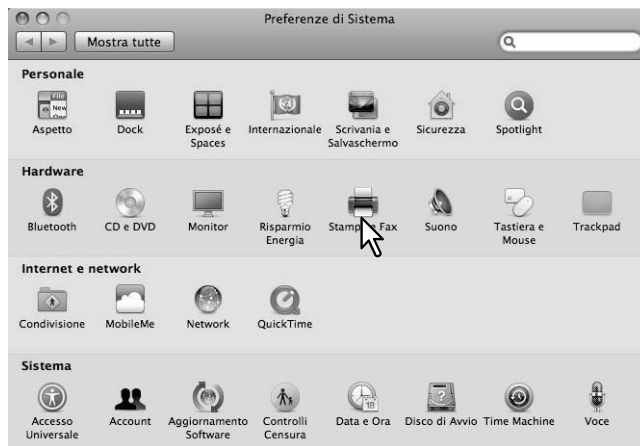 Preferenze di Sistema
Mostra tutte
Personale
Aspetto
Dock
Exposé e
Spaces
Internazionale
Scrivania e
Salvaschermo
Sicurezza
Spotlight
Hardware
Bluetooth
CD e DVD
Monitor
Risparmio
Energia
Stampa e Fax
Suono
Tastiera e
Mouse
Trackpad
Internet e network
Condivisione
MobileMe
Network
QuickTime
Sistema
Accesso
Universale
Account
Aggiornamento
Software
Controlli
Censura
Data e Ora
Disco di Avvio
Time Machine
Voce